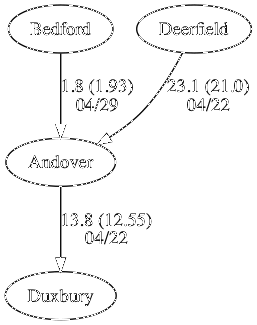 Bedford
Deerfield
1.8 (1.93)
04/29
23.1 (21.0)
04/22
Andover
13.8 (12.55)
04/22
Duxbury